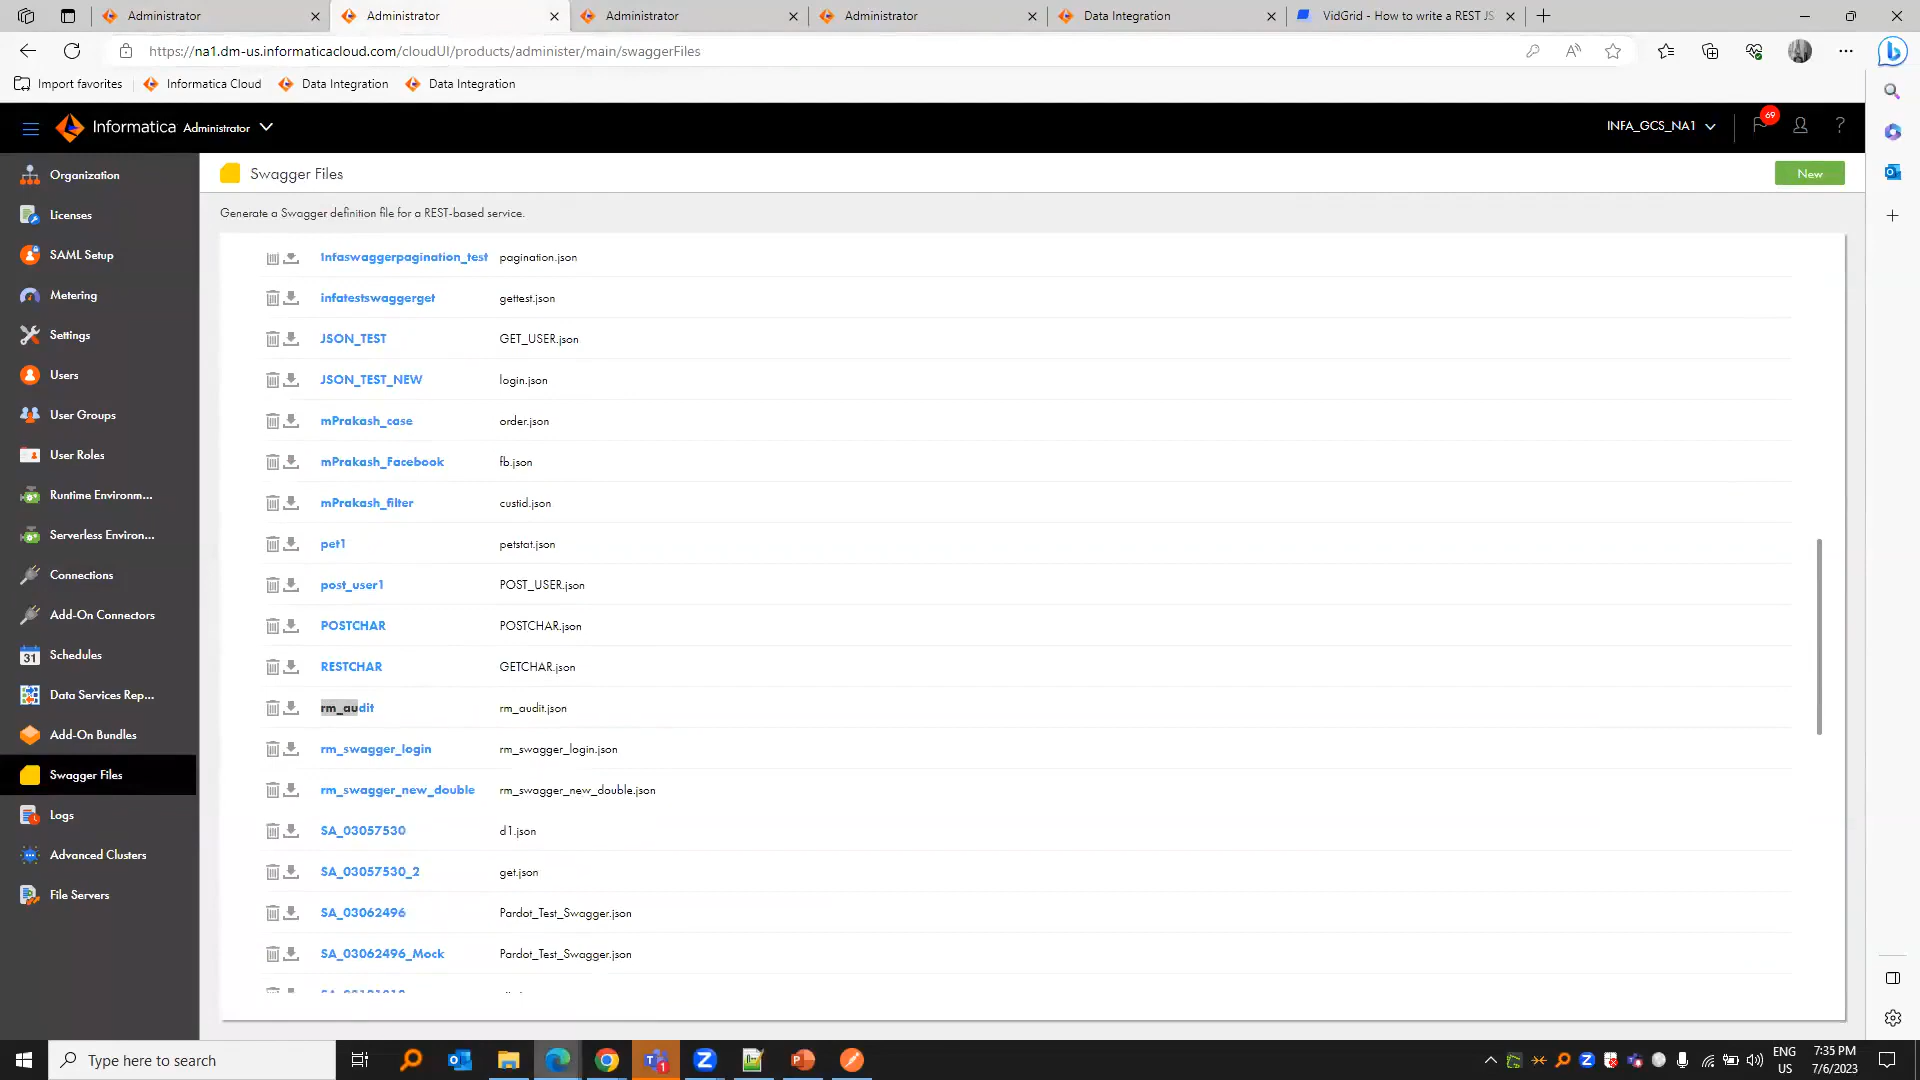 Administrator
Administrator
Administrator
Administrator
Data Integration
VidGrid - How to write a REST JS
https://na1.dm-us.informaticacloud.com/cloudUI/products/administer/main/swaggerFiles
Import favorites
Informatica Cloud
Data Integration
Data Integration
Informatica Administrator
INFA_GCS_NA1
69
?
Organization
Licenses
SAML Setup
Metering
Settings
Users
User Groups
User Roles
Runtime Environm...
Serverless Environ...
Connections
Add-On Connectors
31 Schedules
Data Services Rep...
Add-On Bundles
Swagger Files
Logs
Advanced Clusters
File Servers
Swagger Files
New
Generate a Swagger definition file for a REST-based service.
Infaswaggerpagination_test pagination.json
infatestswaggerget gettest.json
JSON_TEST GET_USER.json
JSON_TEST_NEW login.json
mPrakash_case order.json
mPrakash_Facebook fb.json
mPrakash_filter custid.json
pet1 petstat.json
post_user1 POST_USER.json
POSTCHAR POSTCHAR.json
RESTCHAR GETCHAR.json
rm_audit rm_audit.json
rm_swagger_login rm_swagger_login.json
rm_swagger_new_double rm_swagger_new_double.json
SA_03057530 d1.json
SA_03057530_2 get.json
SA_03062496 Pardot_Test_Swagger.json
SA_03062496_Mock Pardot_Test_Swagger.json
Type here to search
ENG
US
7:35 PM
7/6/2023